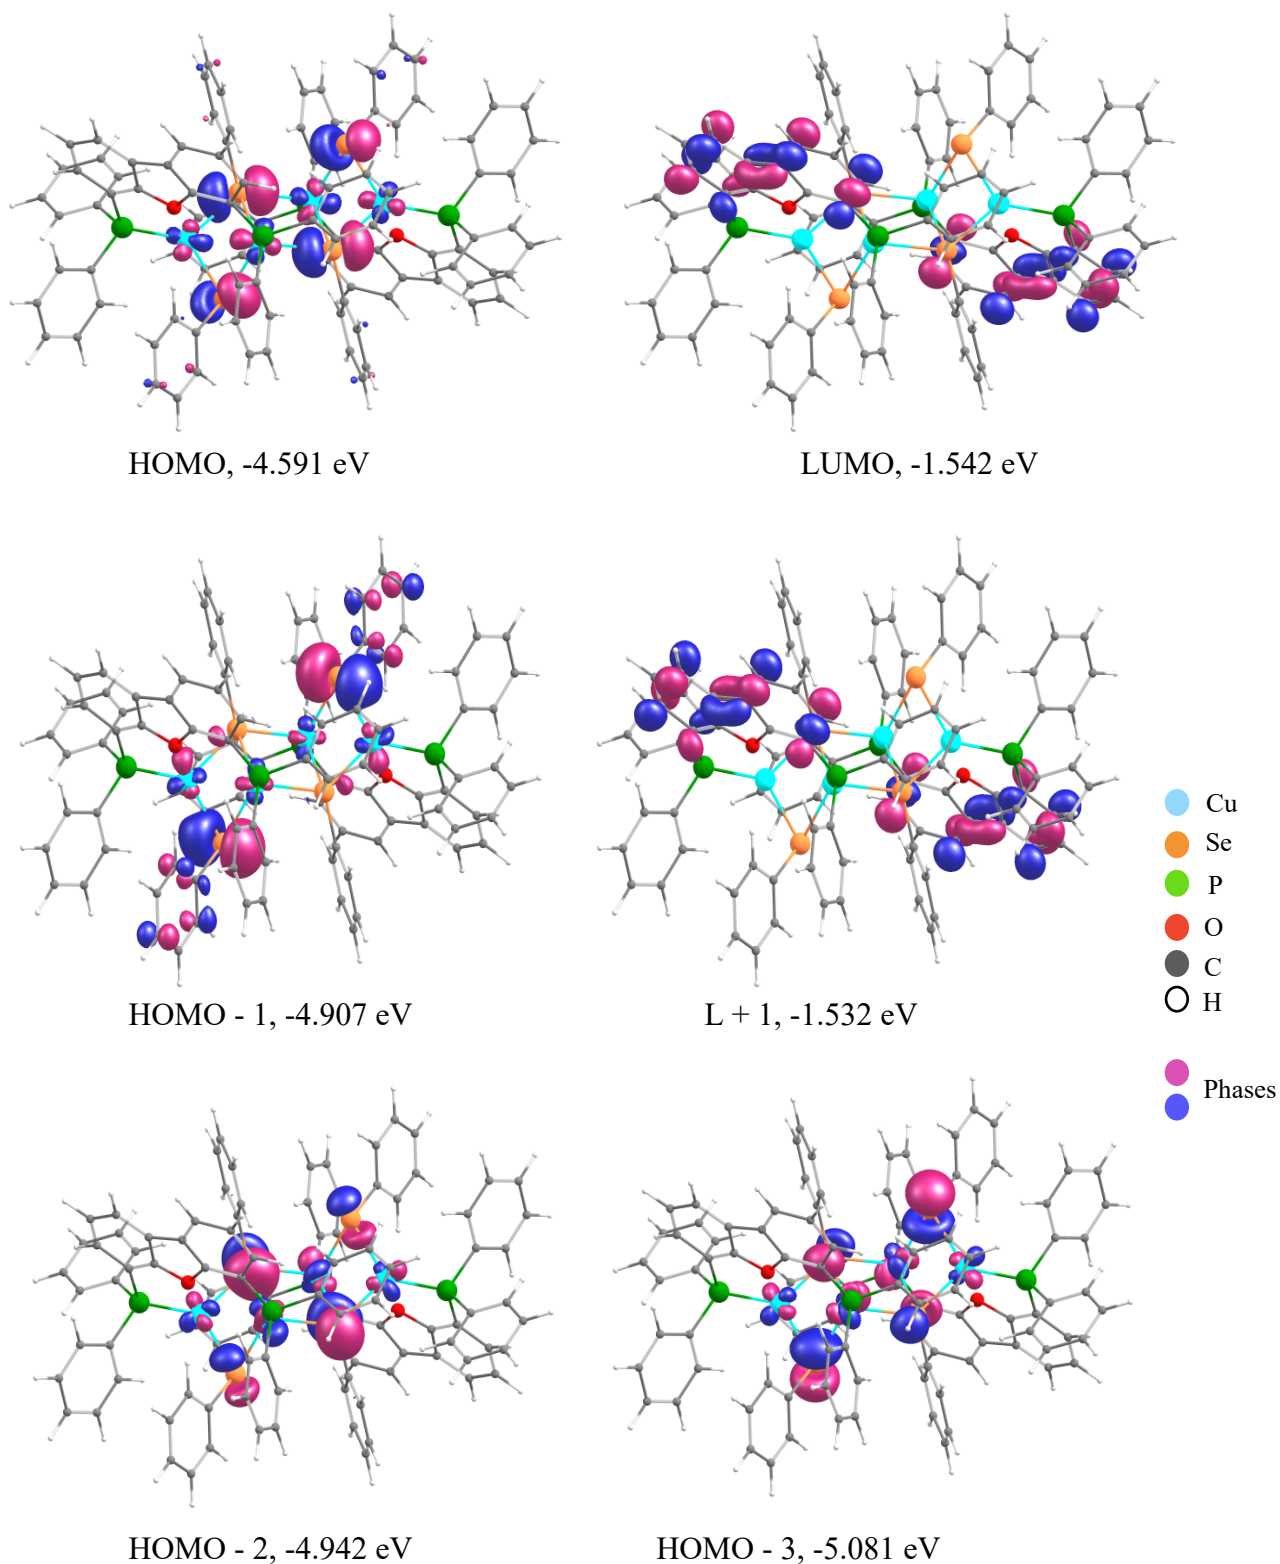 HOMO, -4.591 eV
LUMO, -1.542 eV
HOMO - 1, -4.907 eV
L + 1, -1.532 eV
Cu
Se
P
O
C
H
Phases
HOMO - 2, -4.942 eV
HOMO - 3, -5.081 eV